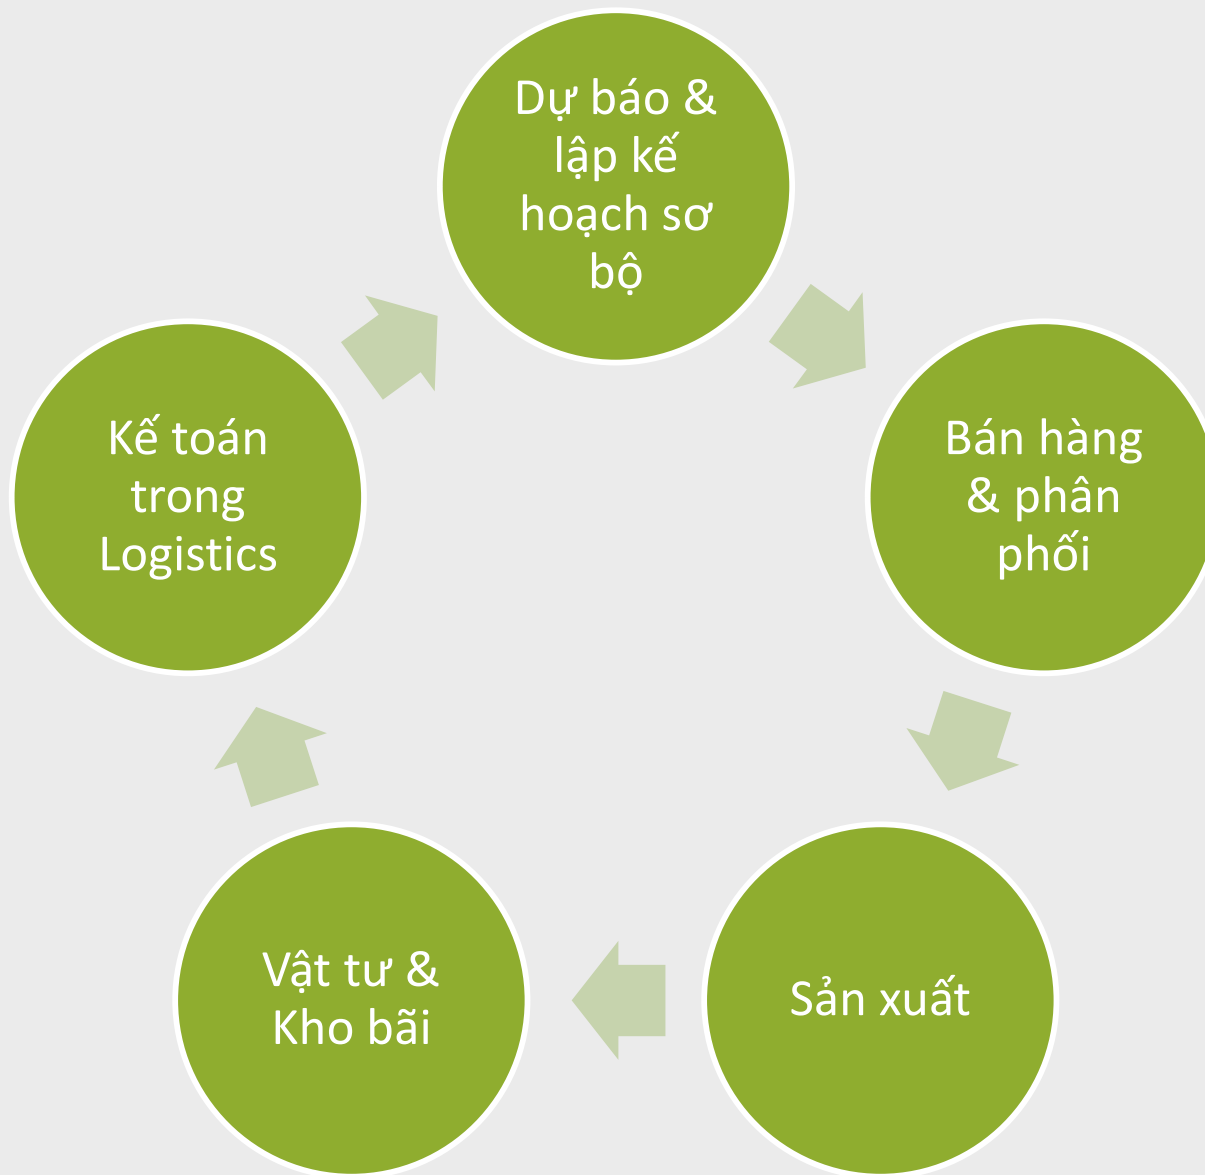 Dự báo &
lập kế
hoạch sơ
bộ
Bán hàng
& phân
phối
Sản xuất
Vật tư &
Kho bãi
Kế toán
trong
Logistics